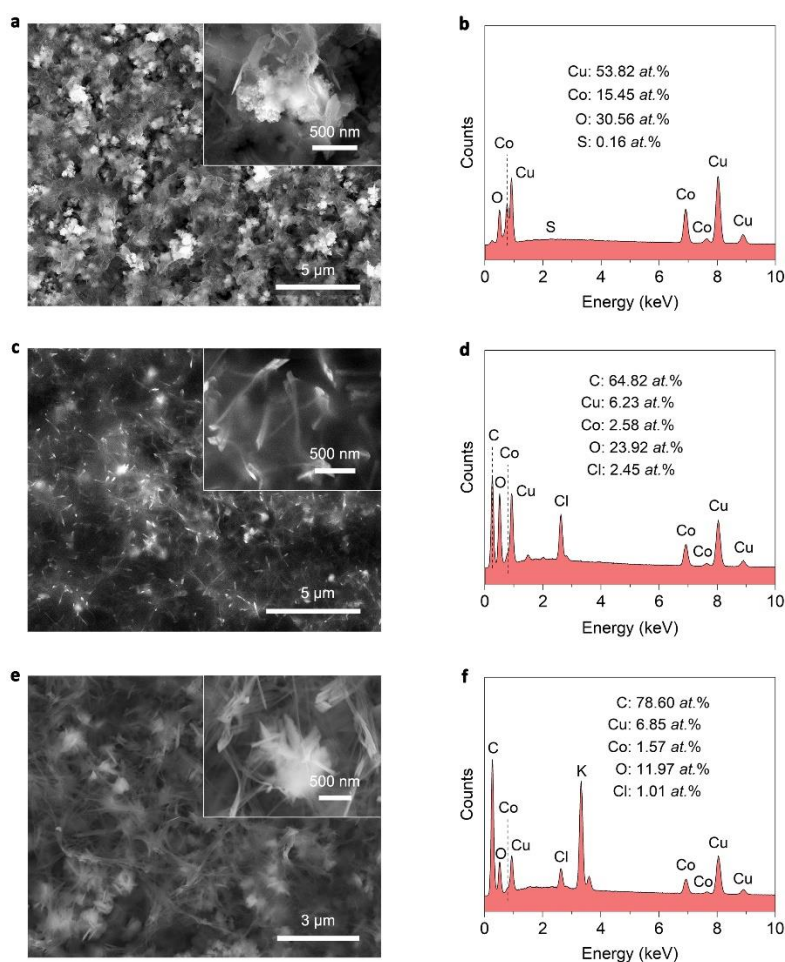 a
500 nm
5 µm
b
Cu: 53.82 at.%
Co: 15.45 at.%
O: 30.56 at.%
S: 0.16 at.%
Counts
Co
Cu
O
S
Co
Co
Cu
Cu
0 2 4 6 8 10
Energy (keV)
c
500 nm
5 µm
d
C: 64.82 at.%
Cu: 6.23 at.%
Co: 2.58 at.%
O: 23.92 at.%
Cl: 2.45 at.%
Counts
C
O
Co
Cu
Cl
Co
Co
Cu
Cu
0 2 4 6 8 10
Energy (keV)
e
500 nm
3 µm
f
C: 78.60 at.%
Cu: 6.85 at.%
Co: 1.57 at.%
O: 11.97 at.%
Cl: 1.01 at.%
Counts
C
Co
O
Cu
Cl
K
Co
Co
Cu
Cu
0 2 4 6 8 10
Energy (keV)